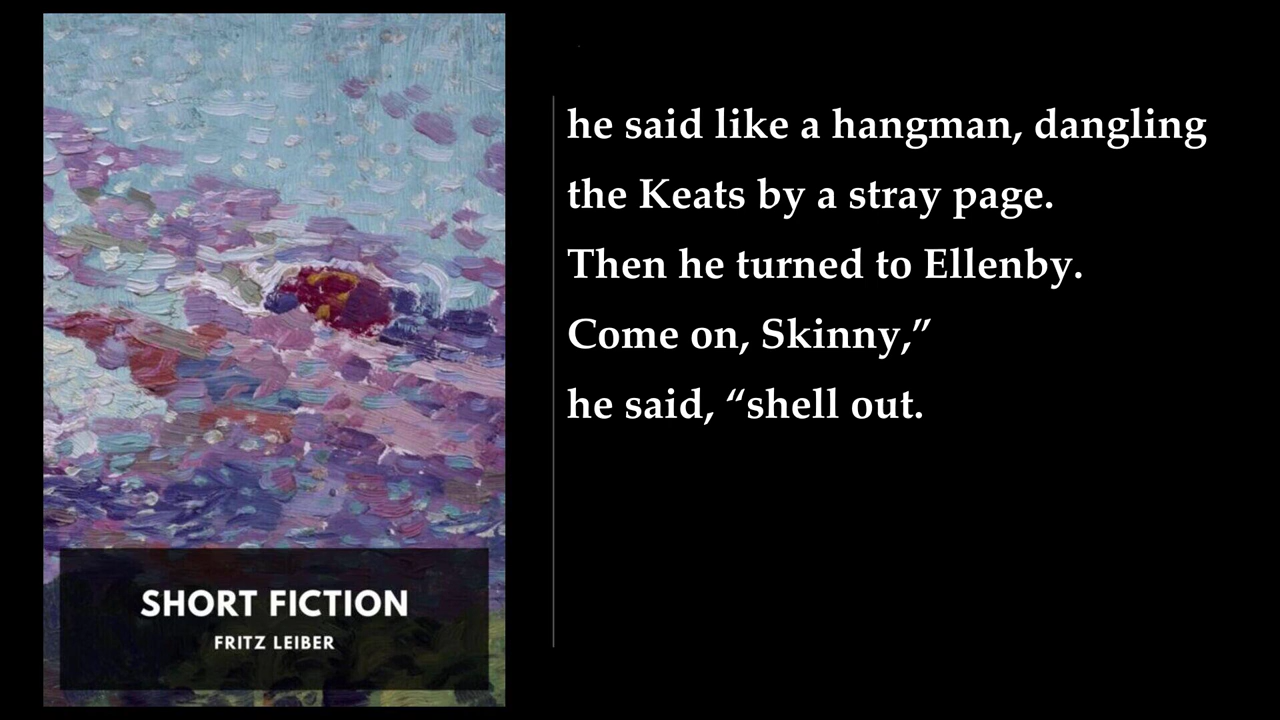 SHORT FICTION
FRITZ LEIBER
he said like a hangman, dangling
the Keats by a stray page.
Then he turned to Ellenby.
Come on, Skinny,”
he said, “shell out.